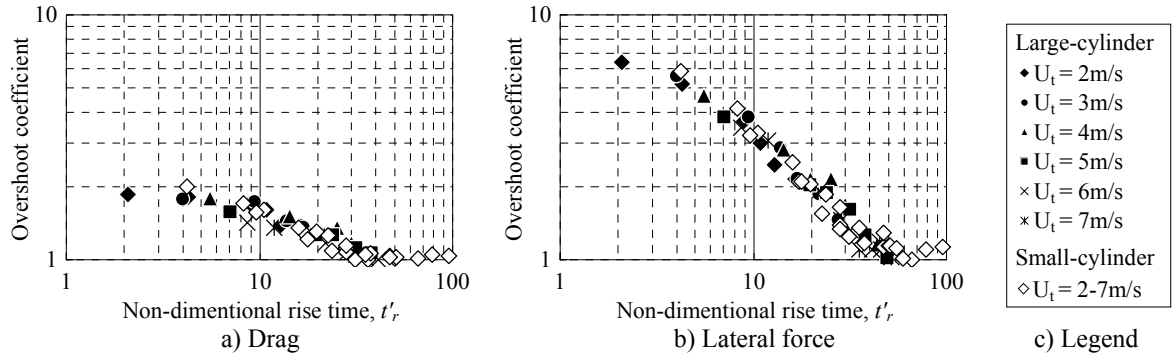 10
Overshoot coefficient
1
1
10
100
Non-dimentional rise time, t'r
a) Drag
10
Overshoot coefficient
1
1
10
100
Non-dimentional rise time, t'r
b) Lateral force
Large-cylinder
Ut = 2m/s
Ut = 3m/s
Ut = 4m/s
Ut = 5m/s
Ut = 6m/s
Ut = 7m/s
Small-cylinder
Ut = 2-7m/s
c) Legend